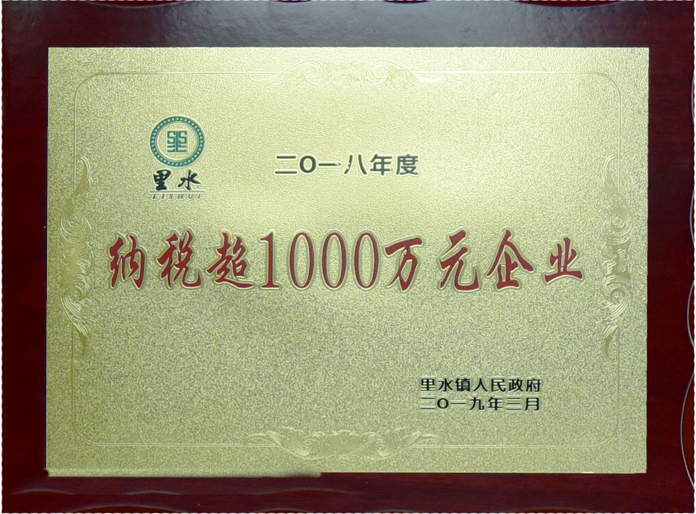 里水
LISHUI
二〇一八年度
纳税超1000万元企业
里水镇人民政府
二〇一九年三月